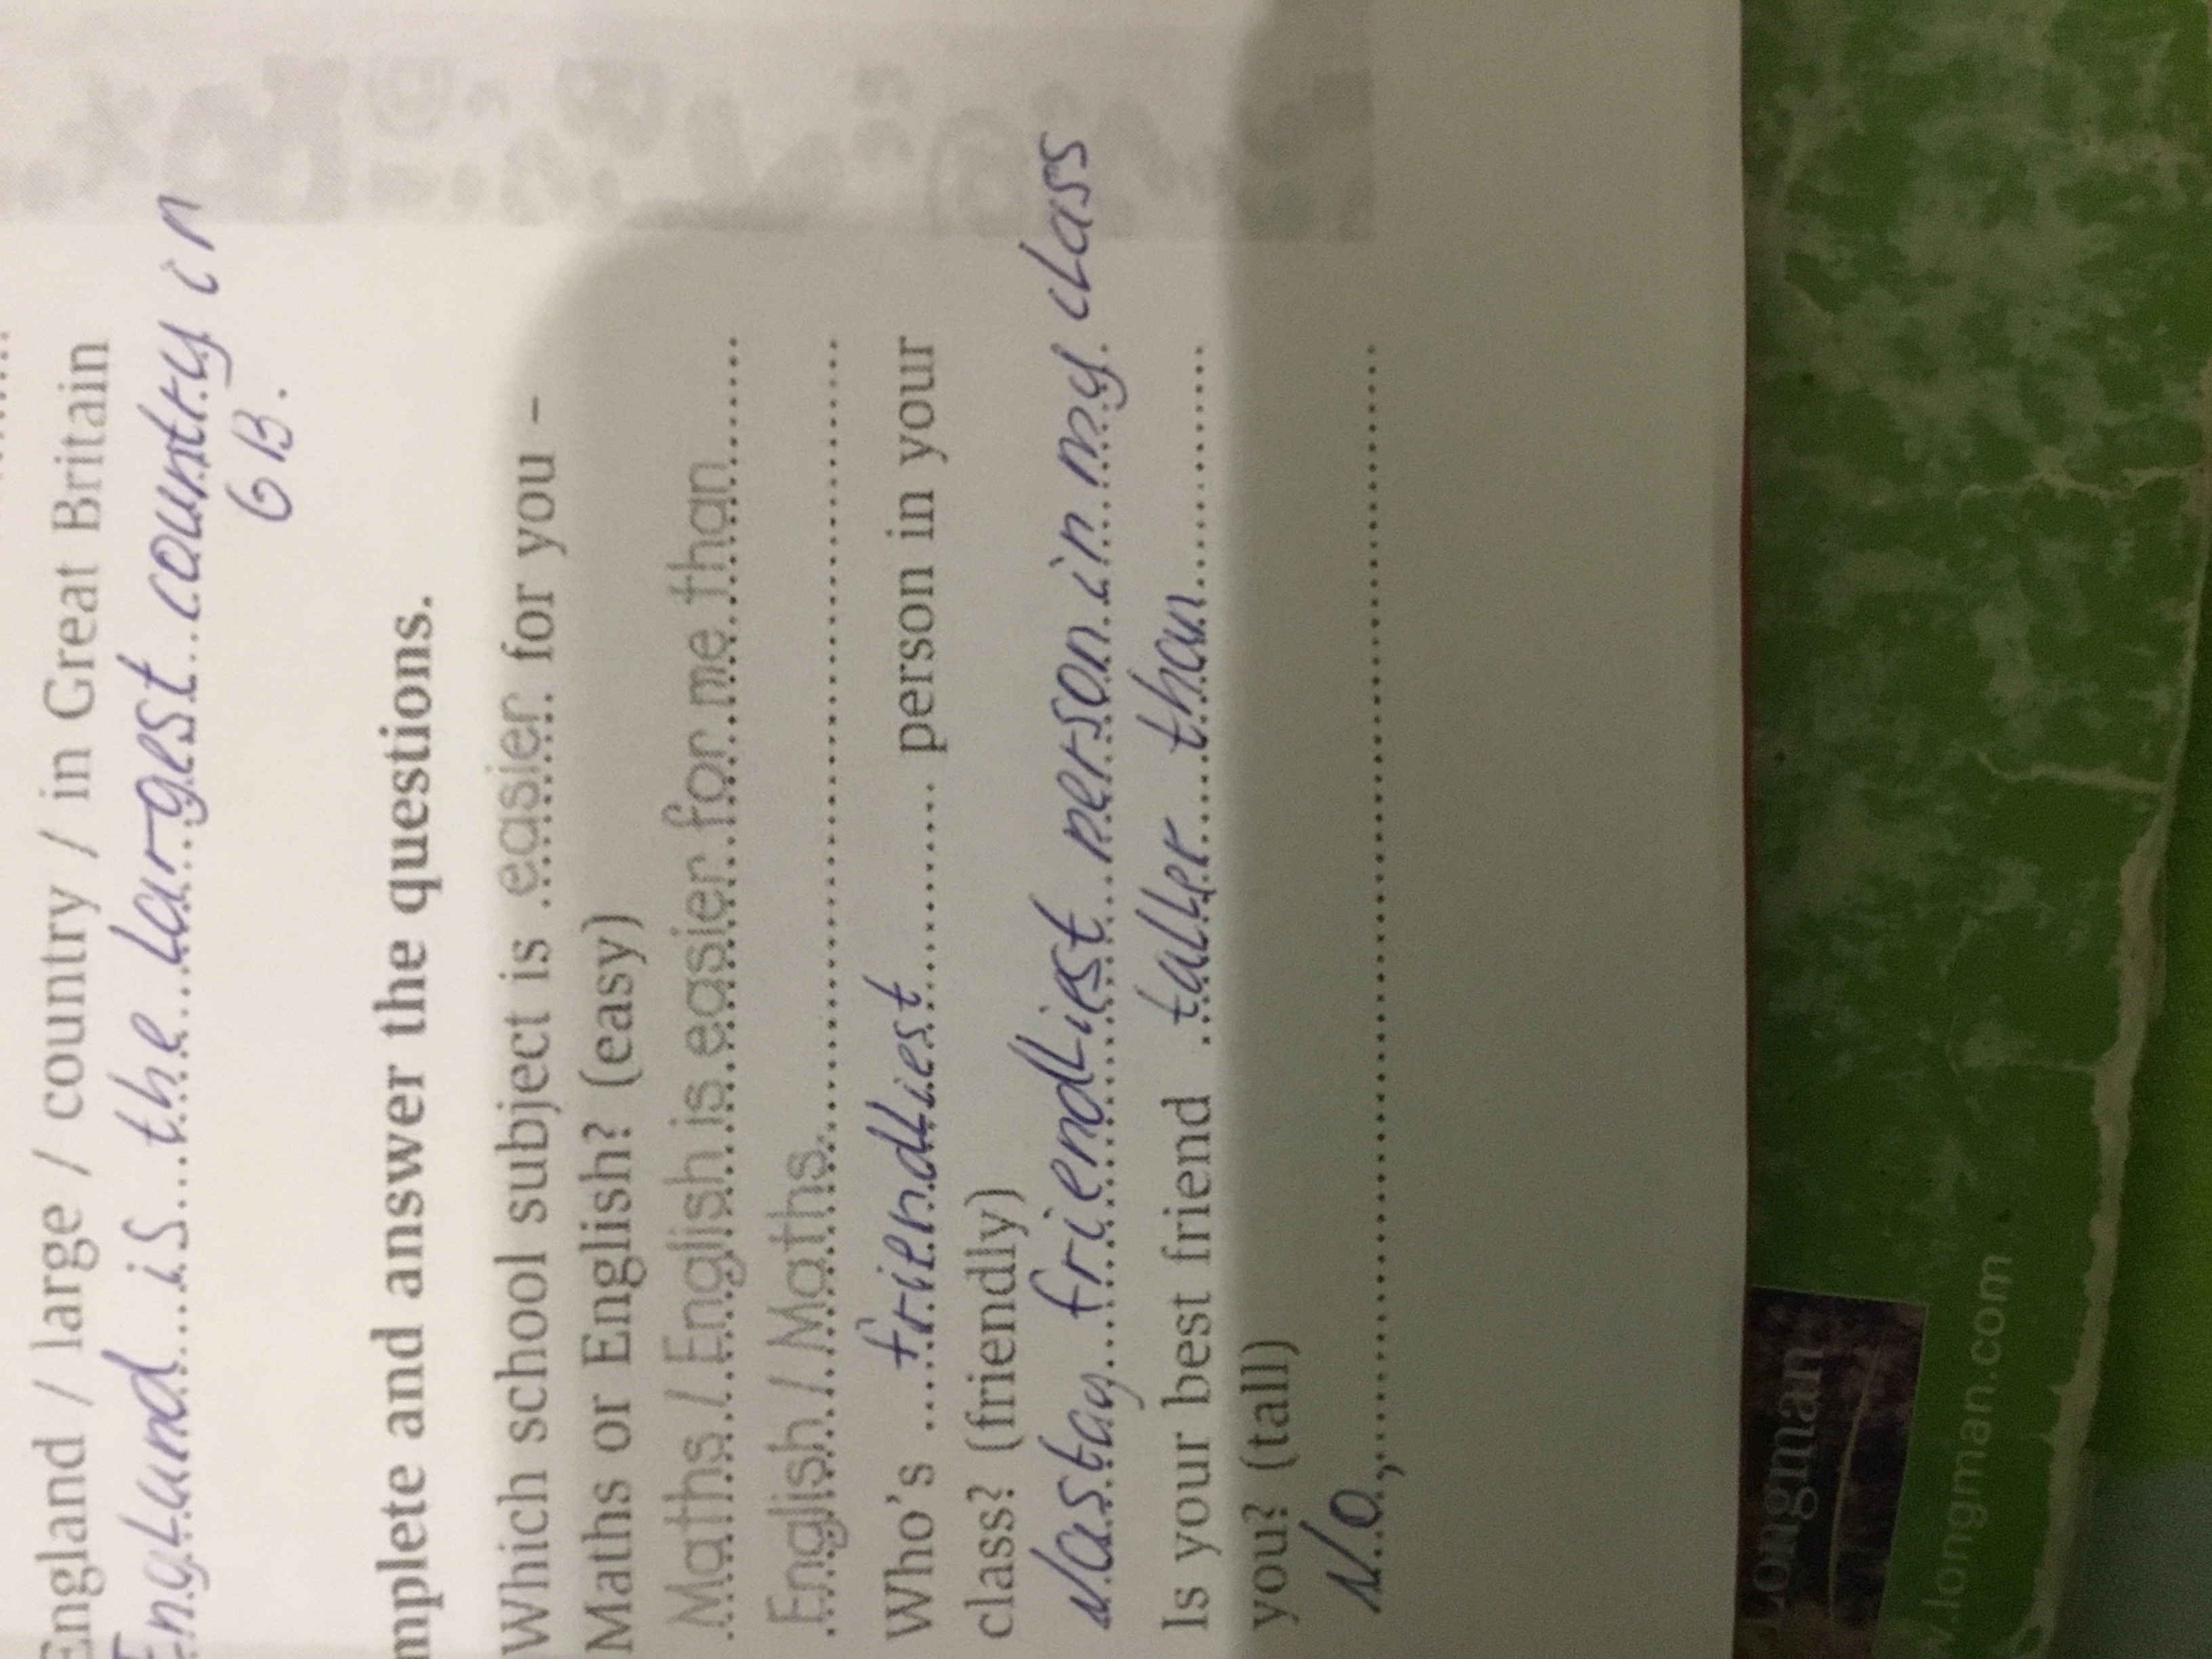 England / large / country / in Great Britain
England is the largest country in
GB.
mplete and answer the questions.
Which school subject is easier for you –
Maths or English? (easy)
Maths / English is easier for me than
English / Maths.
Who's friendliest person in your
class? (friendly)
Nastay friendliest person in my class
Is your best friend taller than
you? (tall)
No,
Longman
w.longman.com